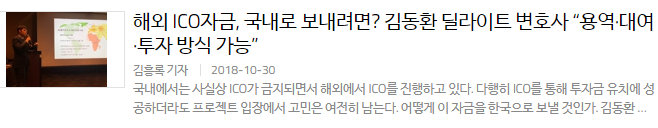 해외 ICO자금, 국내로 보내려면? 김동환 딜라이트 변호사 “용역·대여
·투자 방식 가능”
김흥록 기자 | 2018-10-30
국내에서는 사실상 ICO가 금지되면서 해외에서 ICO를 진행하고 있다. 다행히 ICO를 통해 투자금 유치에 성
공하더라도 프로젝트 입장에서 고민은 여전히 남는다. 어떻게 이 자금을 한국으로 보낼 것인가. 김동환 ...